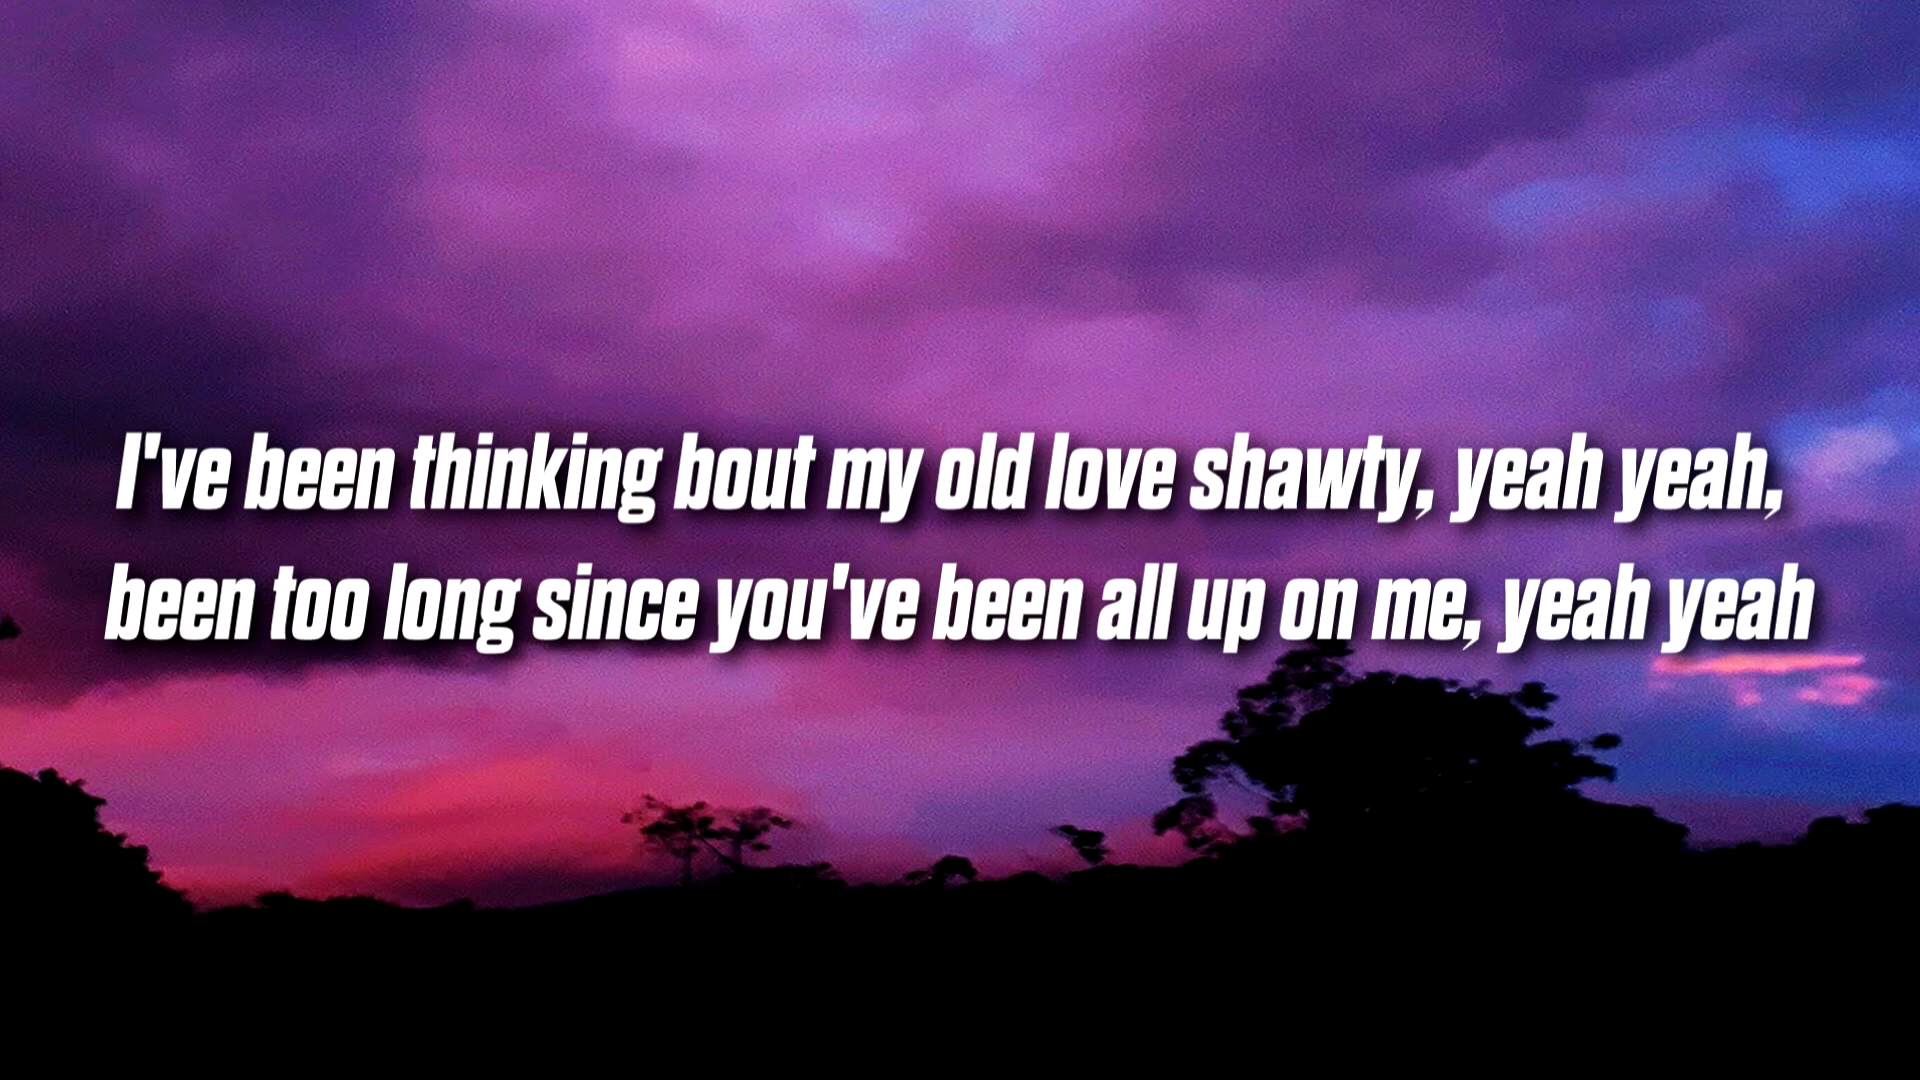 I've been thinking bout my old love shawty, yeah yeah,
been too long since you've been all up on me, yeah yeah